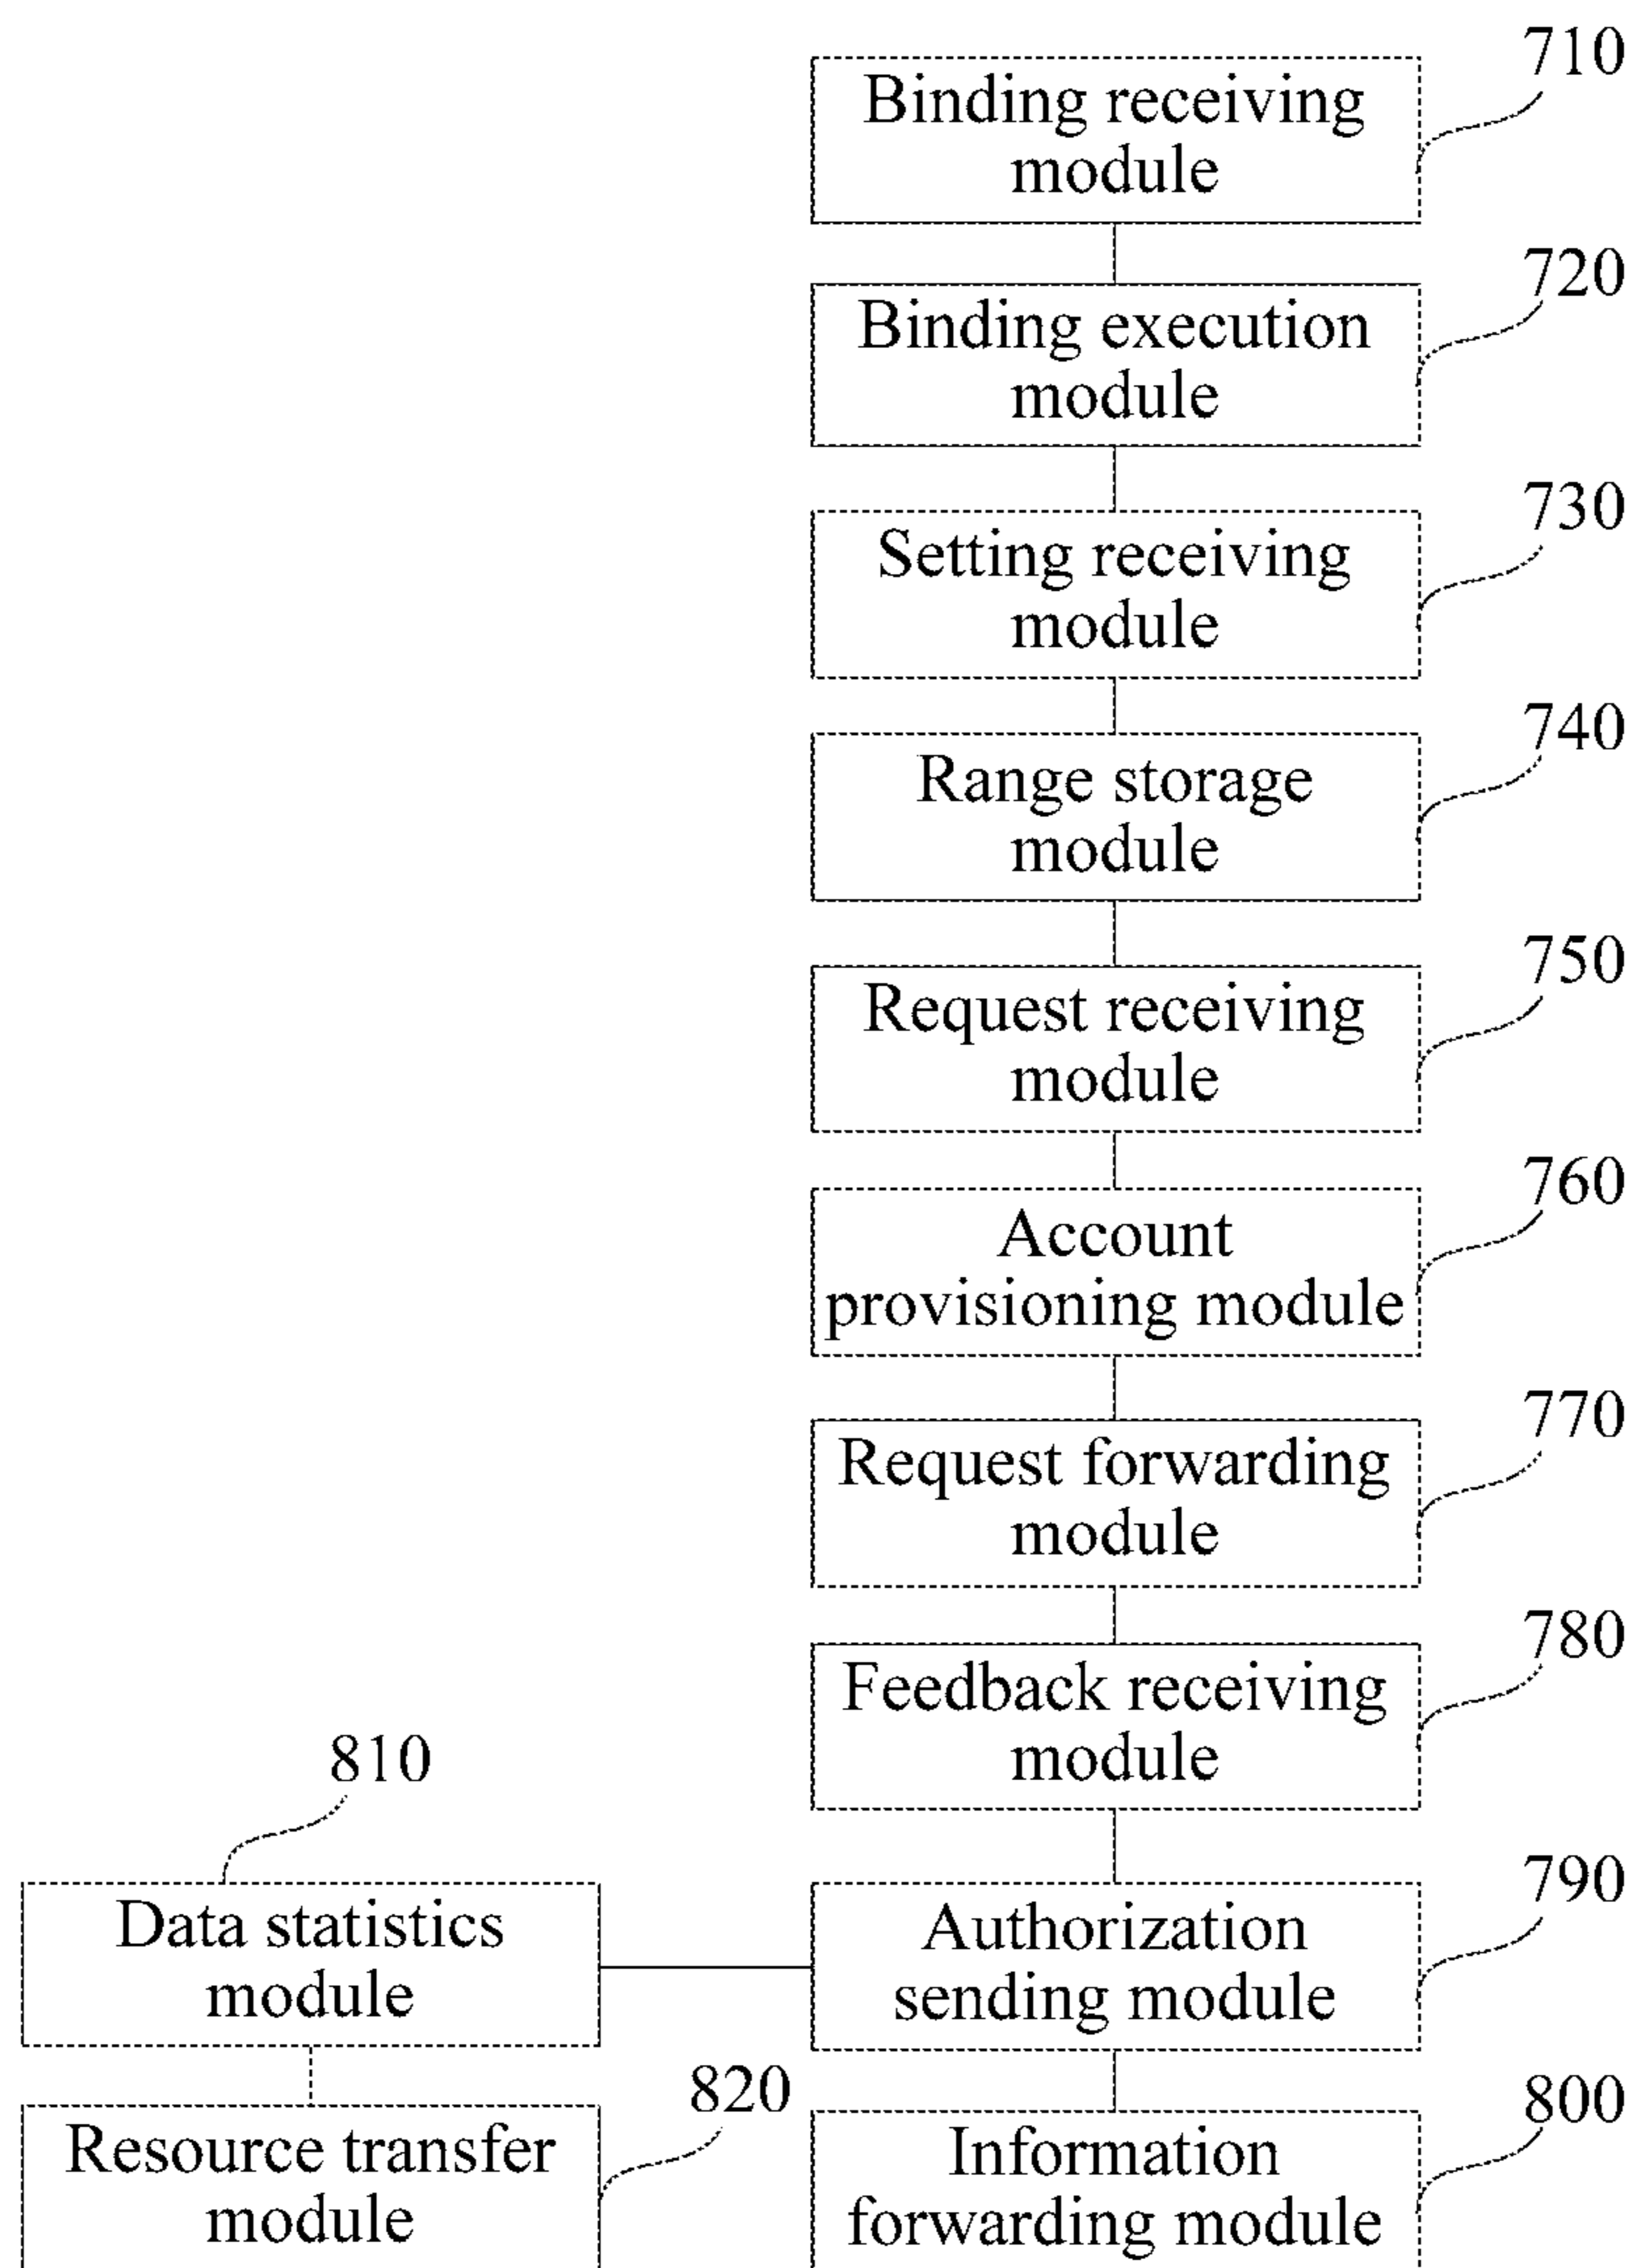 710
Binding receiving
module
720
Binding execution
module
730
Setting receiving
module
740
Range storage
module
750
Request receiving
module
760
Account
provisioning module
770
Request forwarding
module
780
Feedback receiving
module
810
Data statistics
module
790
Authorization
sending module
820
Resource transfer
module
800
Information
forwarding module